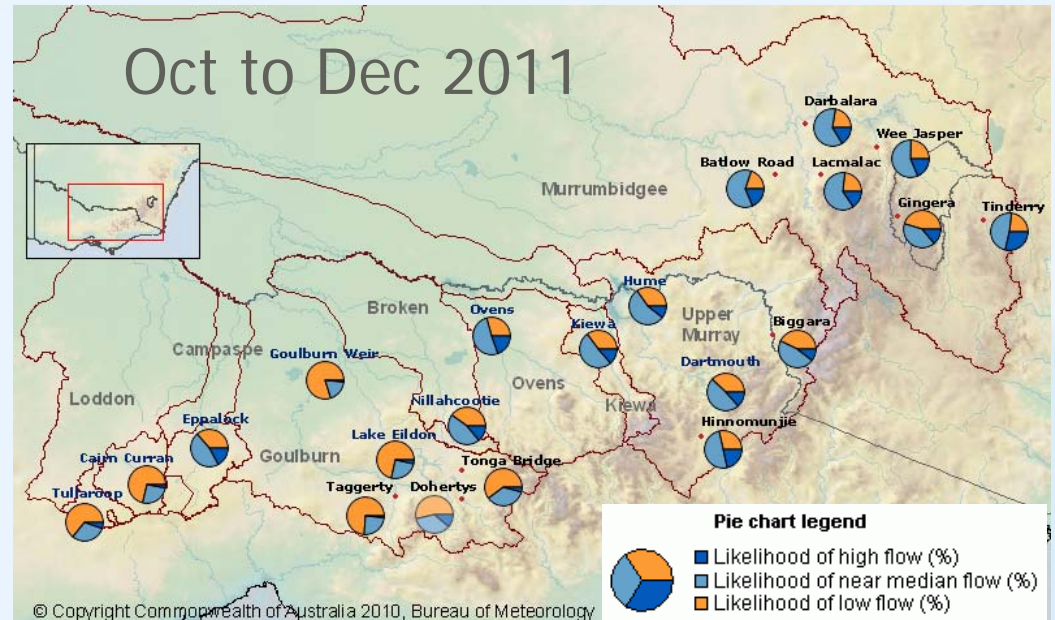 Oct to Dec 2011
Darbalara
Wee Jasper
Batlow Road
Lacmalac
Murrumbidgee
Gingera
Tinderry
Hume
Broken
Ovens
Upper
Murray
Biggara
Kiewa
Campaspe
Goulburn Weir
Dartmouth
Ovens
Loddon
Nillahcootie
Kiewa
Eppalock
Hinnomunjie
Lake Eildon
Cairn Curran
Goulburn
Tonga Bridge
Taggerty
Dohertys
Tullaroop
Pie chart legend
Likelihood of high flow (%)
Likelihood of near median flow (%)
Likelihood of low flow (%)
© Copyright Commonwealth of Australia 2010, Bureau of Meteorology